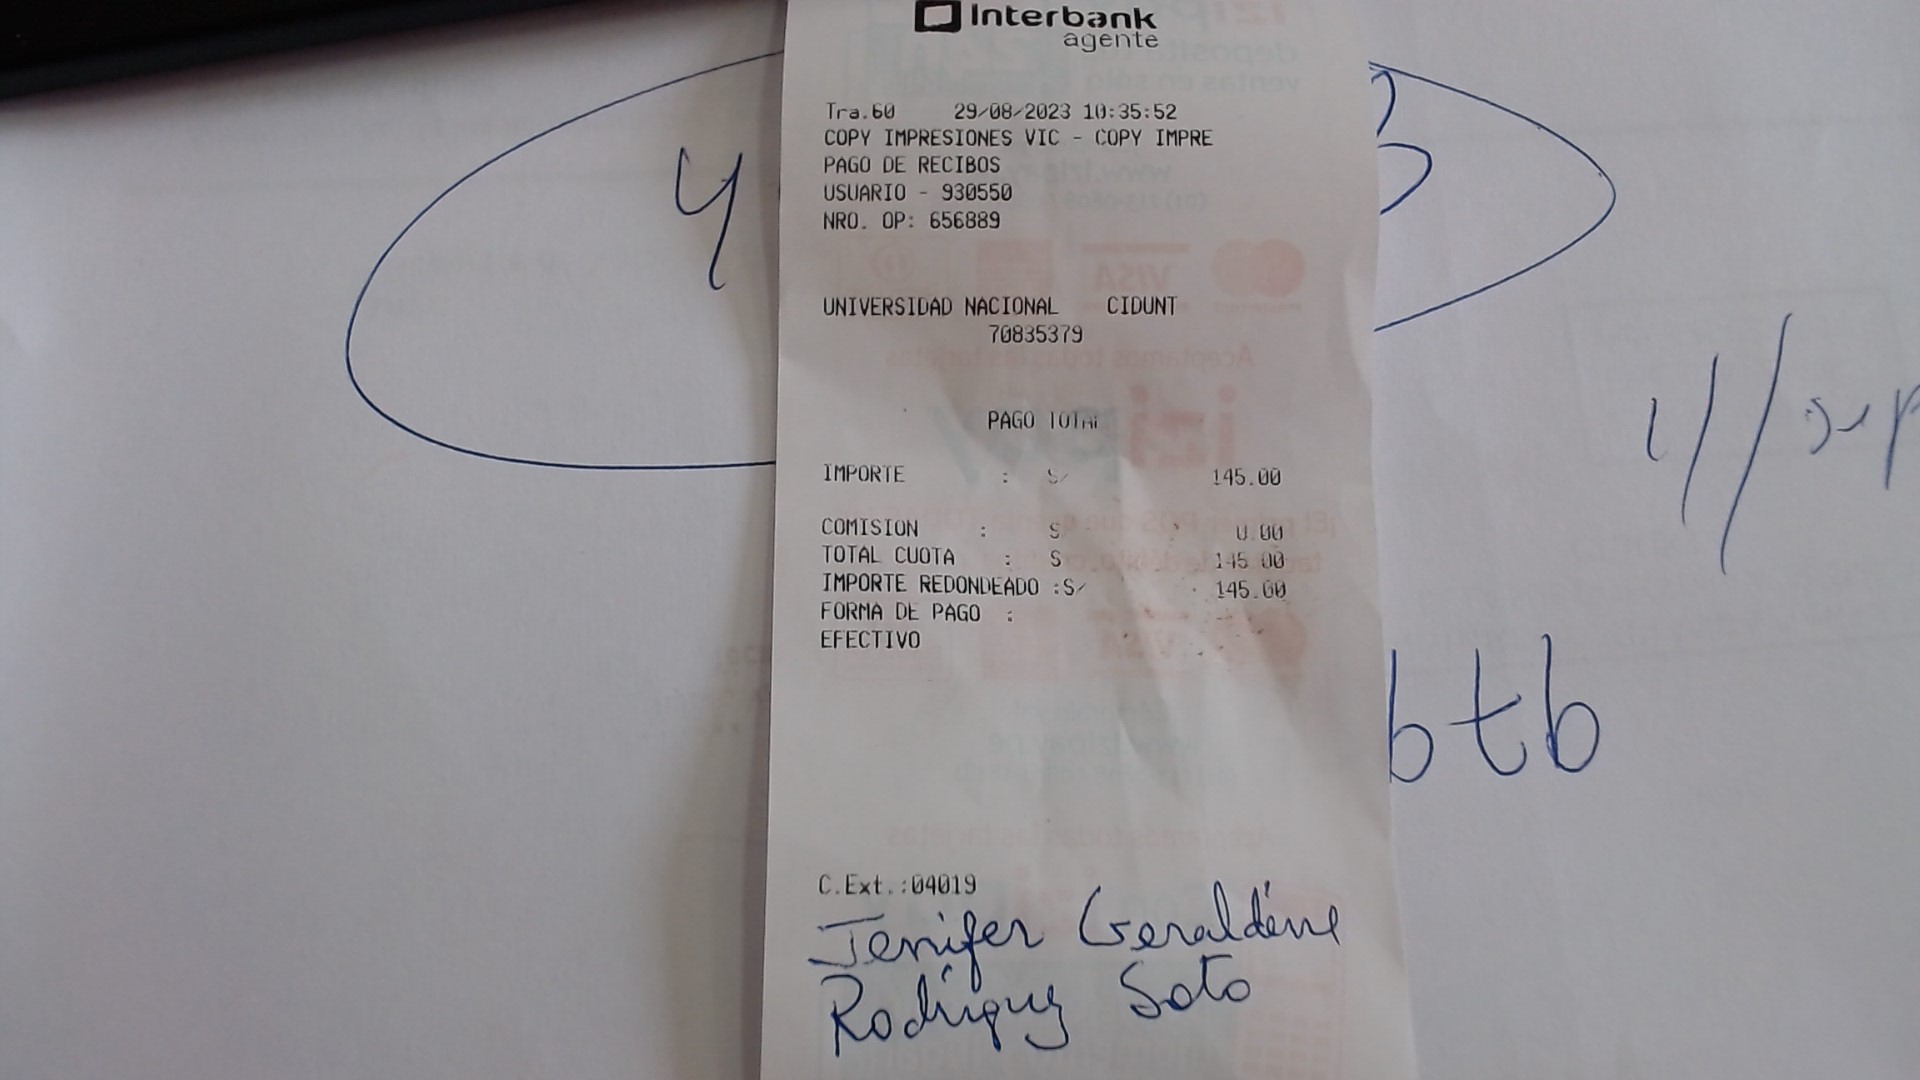 Interbank
agente
Tra.60 29/08/2023 10:35:52
COPY IMPRESIONES VIC - COPY IMPRE
PAGO DE RECIBOS
USUARIO - 930550
NRO. OP: 656889
UNIVERSIDAD NACIONAL CIDUNT
70835379
PAGO TOTAL
IMPORTE : S/ 145.00
COMISION : S 0.00
TOTAL CUOTA : S 145.00
IMPORTE REDONDEADO :S/ 145.00
FORMA DE PAGO :
EFECTIVO
C.Ext.:04019
Jenifer Geraldine
Rodriguez Soto
btb